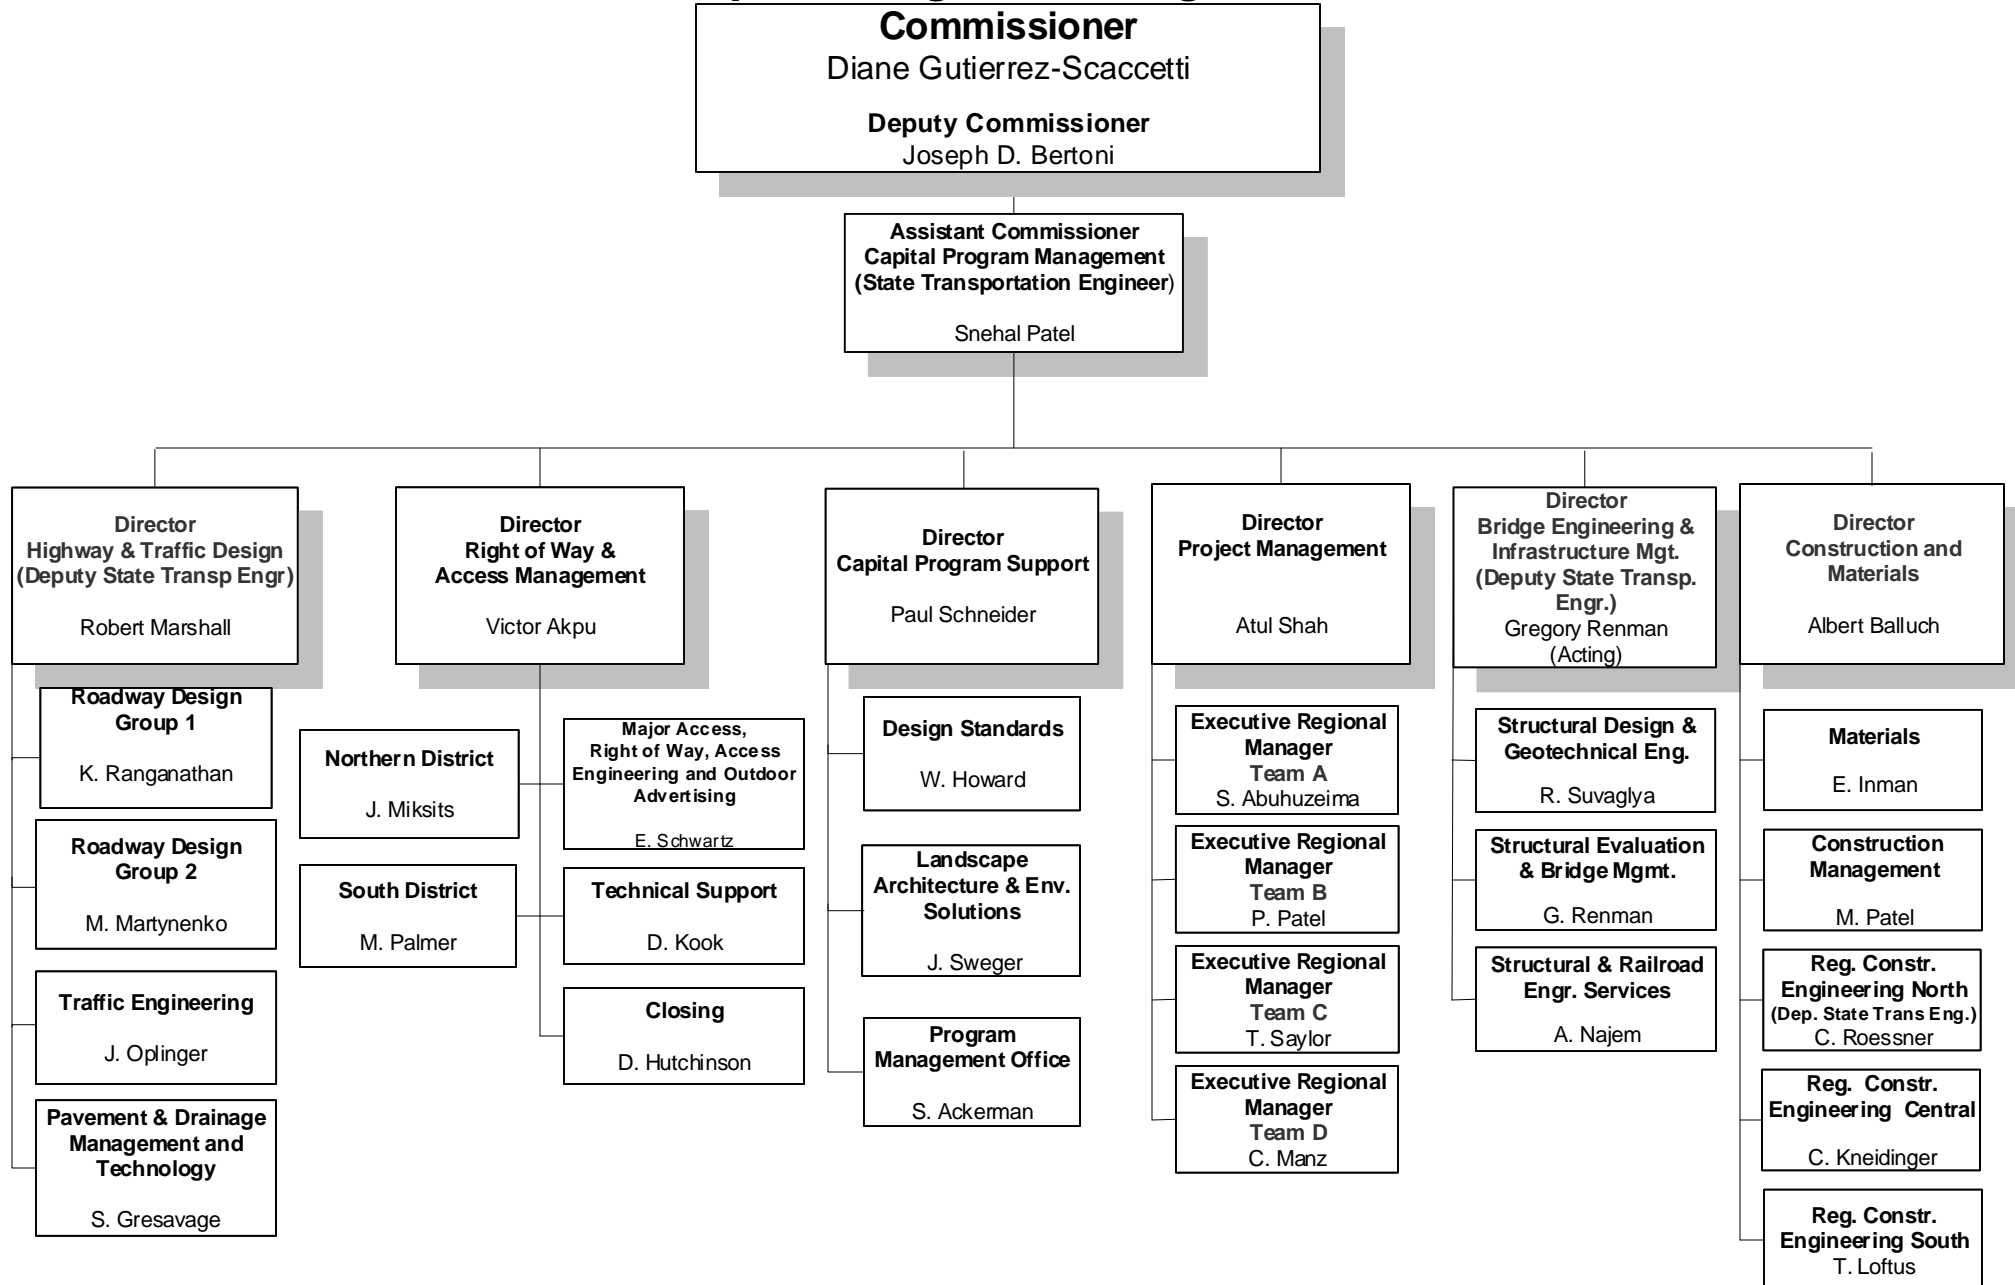 Commissioner
Diane Gutierrez-Scaccetti
Deputy Commissioner
Joseph D. Bertoni
Assistant Commissioner
Capital Program Management
(State Transportation Engineer)
Snehal Patel
Director
Highway & Traffic Design
(Deputy State Transp Engr)
Robert Marshall
Director
Right of Way &
Access Management
Victor Akpu
Director
Capital Program Support
Paul Schneider
Director
Project Management
Atul Shah
Director
Bridge Engineering &
Infrastructure Mgt.
(Deputy State Transp.
Engr.)
Gregory Renman
(Acting)
Director
Construction and
Materials
Albert Balluch
Roadway Design
Group 1
K. Ranganathan
Roadway Design
Group 2
M. Martynenko
Traffic Engineering
J. Oplinger
Pavement & Drainage
Management and
Technology
S. Gresavage
Northern District
J. Miksits
South District
M. Palmer
Major Access,
Right of Way, Access
Engineering and Outdoor
Advertising
E. Schwartz
Technical Support
D. Kook
Closing
D. Hutchinson
Design Standards
W. Howard
Landscape
Architecture & Env.
Solutions
J. Sweger
Program
Management Office
S. Ackerman
Executive Regional
Manager
Team A
S. Abuhuzeima
Executive Regional
Manager
Team B
P. Patel
Executive Regional
Manager
Team C
T. Saylor
Executive Regional
Manager
Team D
C. Manz
Structural Design &
Geotechnical Eng.
R. Suvaglya
Structural Evaluation
& Bridge Mgmt.
G. Renman
Structural & Railroad
Engr. Services
A. Najem
Materials
E. Inman
Construction
Management
M. Patel
Reg. Constr.
Engineering North
(Dep. State Trans Eng.)
C. Roessner
Reg. Constr.
Engineering Central
C. Kneidinger
Reg. Constr.
Engineering South
T. Loftus